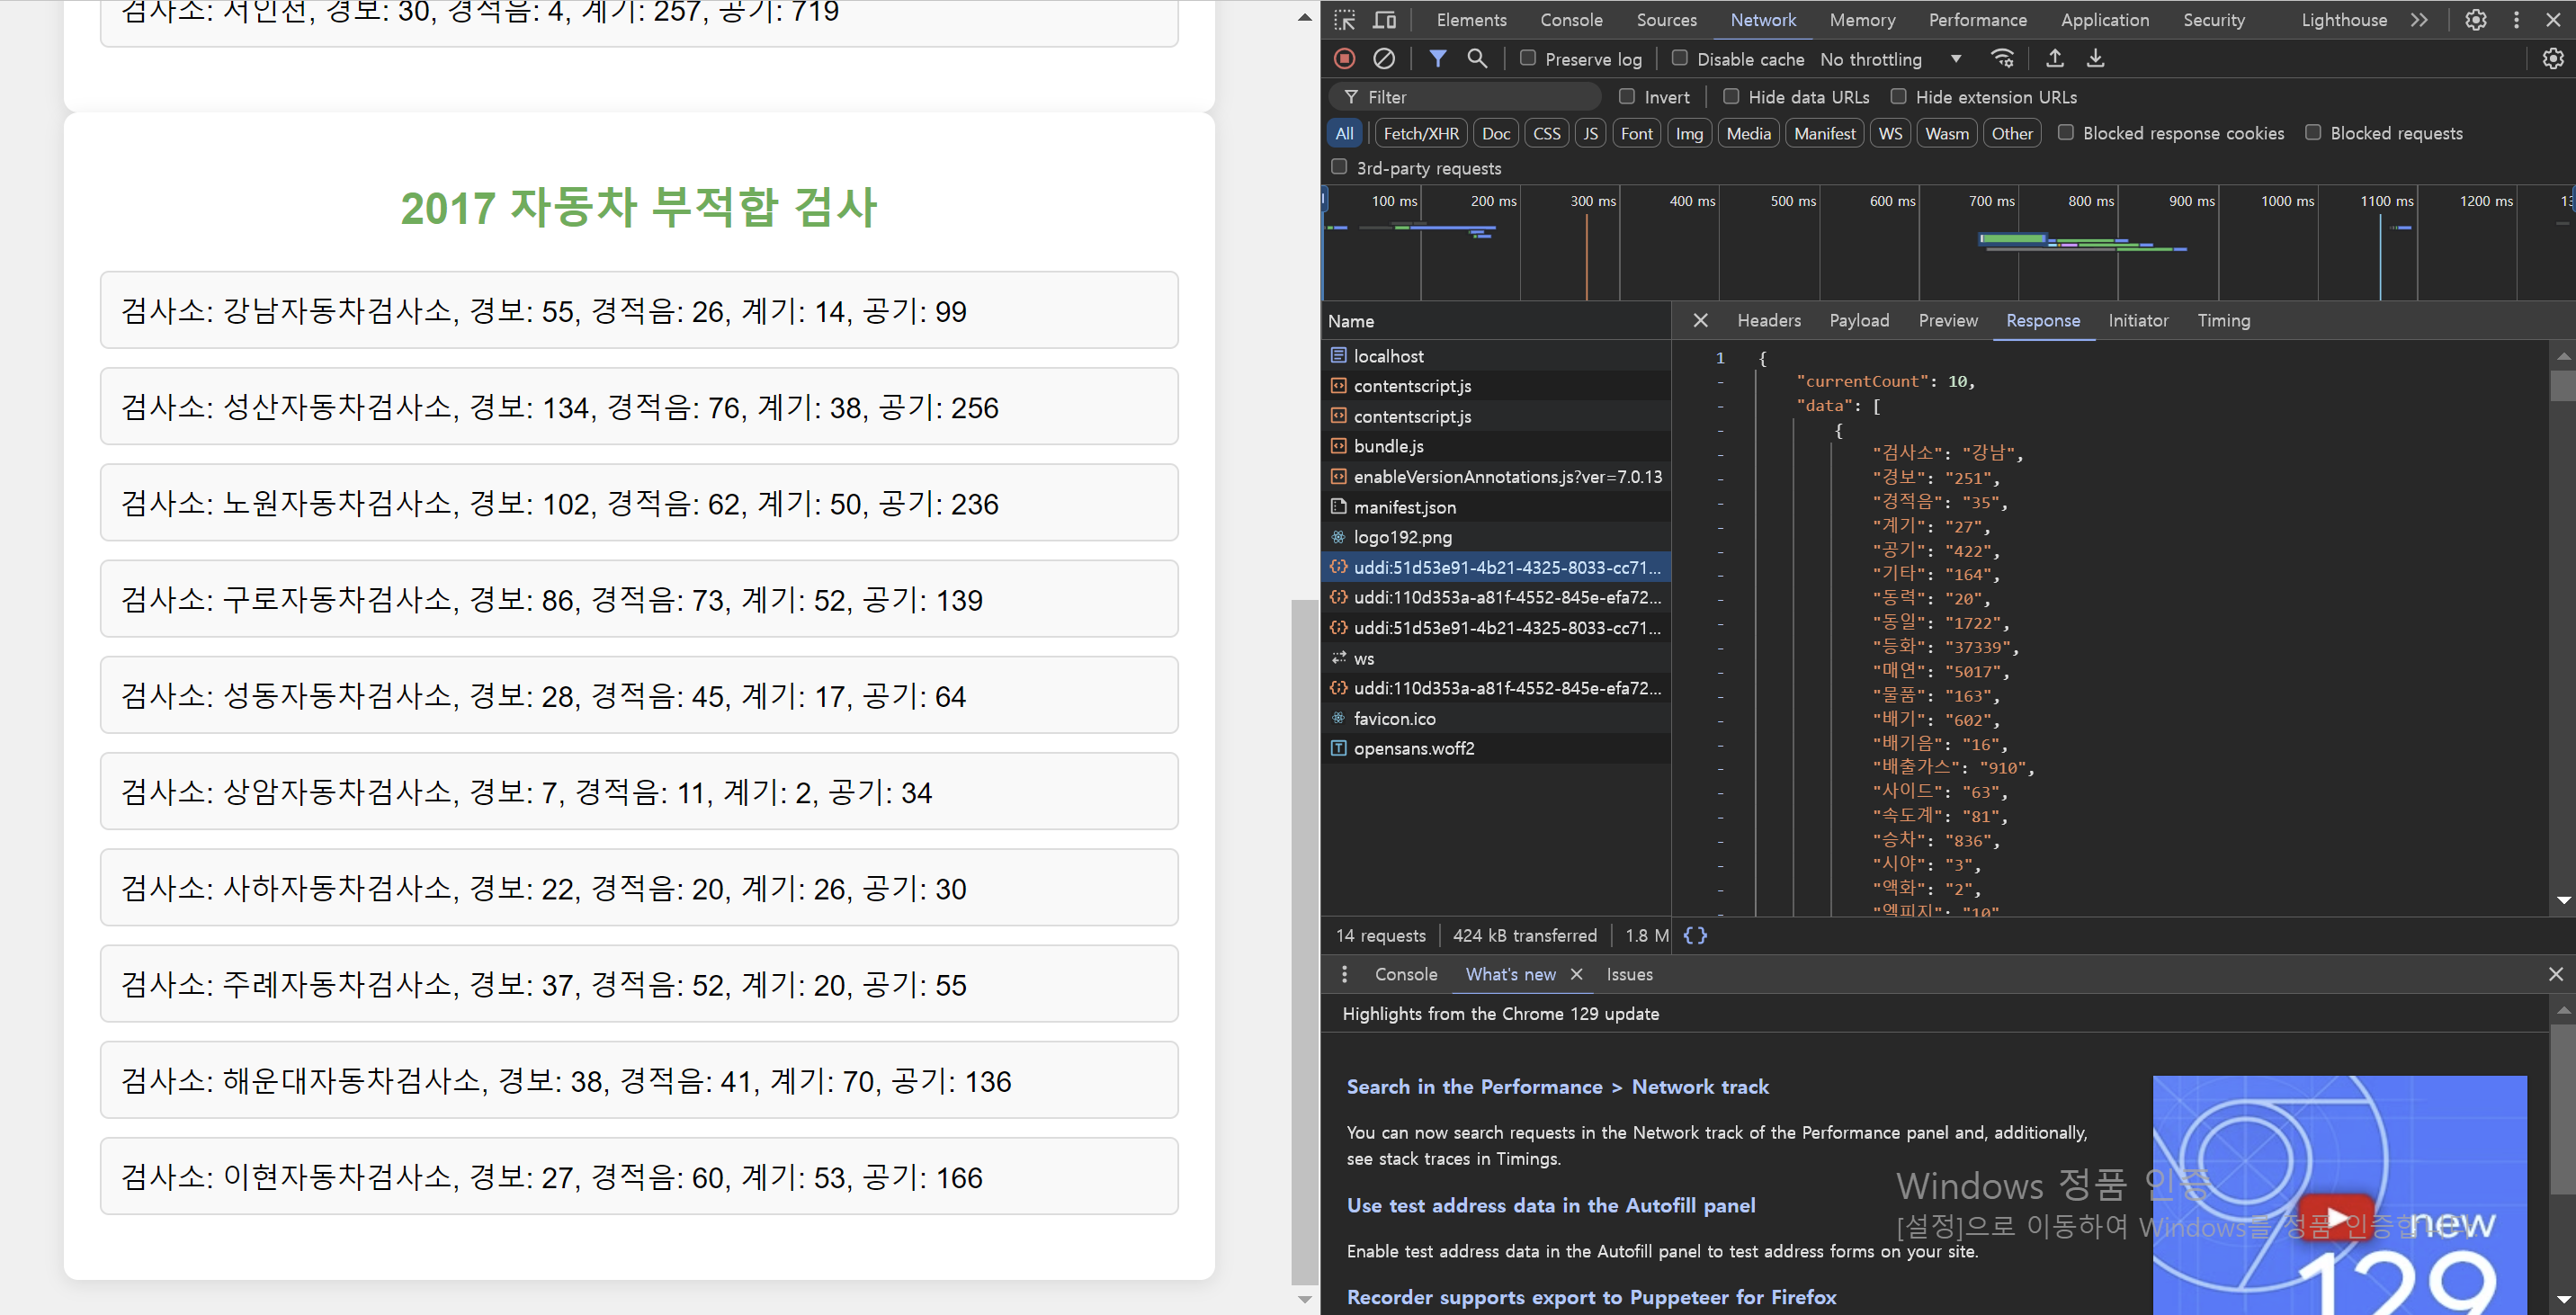 검사소: 서인천, 경보: 30, 경적음: 4, 계기: 257, 공기: 719
2017 자동차 부적합 검사
검사소: 강남자동차검사소, 경보: 55, 경적음: 26, 계기: 14, 공기: 99
검사소: 성산자동차검사소, 경보: 134, 경적음: 76, 계기: 38, 공기: 256
검사소: 노원자동차검사소, 경보: 102, 경적음: 62, 계기: 50, 공기: 236
검사소: 구로자동차검사소, 경보: 86, 경적음: 73, 계기: 52, 공기: 139
검사소: 성동자동차검사소, 경보: 28, 경적음: 45, 계기: 17, 공기: 64
검사소: 상암자동차검사소, 경보: 7, 경적음: 11, 계기: 2, 공기: 34
검사소: 사하자동차검사소, 경보: 22, 경적음: 20, 계기: 26, 공기: 30
검사소: 주례자동차검사소, 경보: 37, 경적음: 52, 계기: 20, 공기: 55
검사소: 해운대자동차검사소, 경보: 38, 경적음: 41, 계기: 70, 공기: 136
검사소: 이현자동차검사소, 경보: 27, 경적음: 60, 계기: 53, 공기: 166
Elements Console Sources Network Memory Performance Application Security Lighthouse
Preserve log Disable cache No throttling
Filter Invert Hide data URLs Hide extension URLs
All Fetch/XHR Doc CSS JS Font Img Media Manifest WS Wasm Other Blocked response cookies Blocked requests
3rd-party requests
100 ms 200 ms 300 ms 400 ms 500 ms 600 ms 700 ms 800 ms 900 ms 1000 ms 1100 ms 1200 ms
Name
localhost
contentscript.js
contentscript.js
bundle.js
enableVersionAnnotations.js?ver=7.0.13
manifest.json
logo192.png
uddi:51d53e91-4b21-4325-8033-cc71...
uddi:110d353a-a81f-4552-845e-efa72...
uddi:51d53e91-4b21-4325-8033-cc71...
ws
uddi:110d353a-a81f-4552-845e-efa72...
favicon.ico
opensans.woff2
14 requests 424 kB transferred 1.8 M
Headers Payload Preview Response Initiator Timing
1 {
- "currentCount": 10,
- "data": [
- {
- "검사소": "강남",
- "경보": "251",
- "경적음": "35",
- "계기": "27",
- "공기": "422",
- "기타": "164",
- "동력": "20",
- "동일": "1722",
- "등화": "37339",
- "매연": "5017",
- "물품": "163",
- "배기": "602",
- "배기음": "16",
- "배출가스": "910",
- "사이드": "63",
- "속도계": "81",
- "승차": "836",
- "시야": "3",
- "액화": "2",
- "엘피지": "10"
{ }
Console What's new Issues
Highlights from the Chrome 129 update
Search in the Performance > Network track
You can now search requests in the Network track of the Performance panel and, additionally,
see stack traces in Timings.
Use test address data in the Autofill panel
Enable test address data in the Autofill panel to test address forms on your site.
Recorder supports export to Puppeteer for Firefox
new
129
Windows 정품 인증
[설정]으로 이동하여 Windows를 정품 인증합니다.